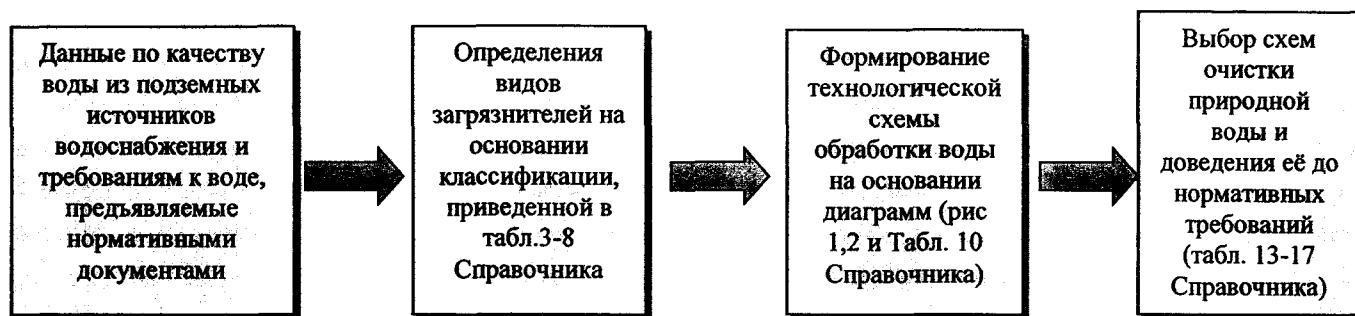 Данные по качеству
воды из подземных
источников
водоснабжения и
требованиям к воде,
предъявляемые
нормативными
документами
Определения
видов
загрязнителей на
основании
классификации,
приведенной в
табл.3-8
Справочника
Формирование
технологической
схемы
обработки воды
на основании
диаграмм (рис
1,2 и Табл. 10
Справочника)
Выбор схем
очистки
природной
воды и
доведения её до
нормативных
требований
(табл. 13-17
Справочника)